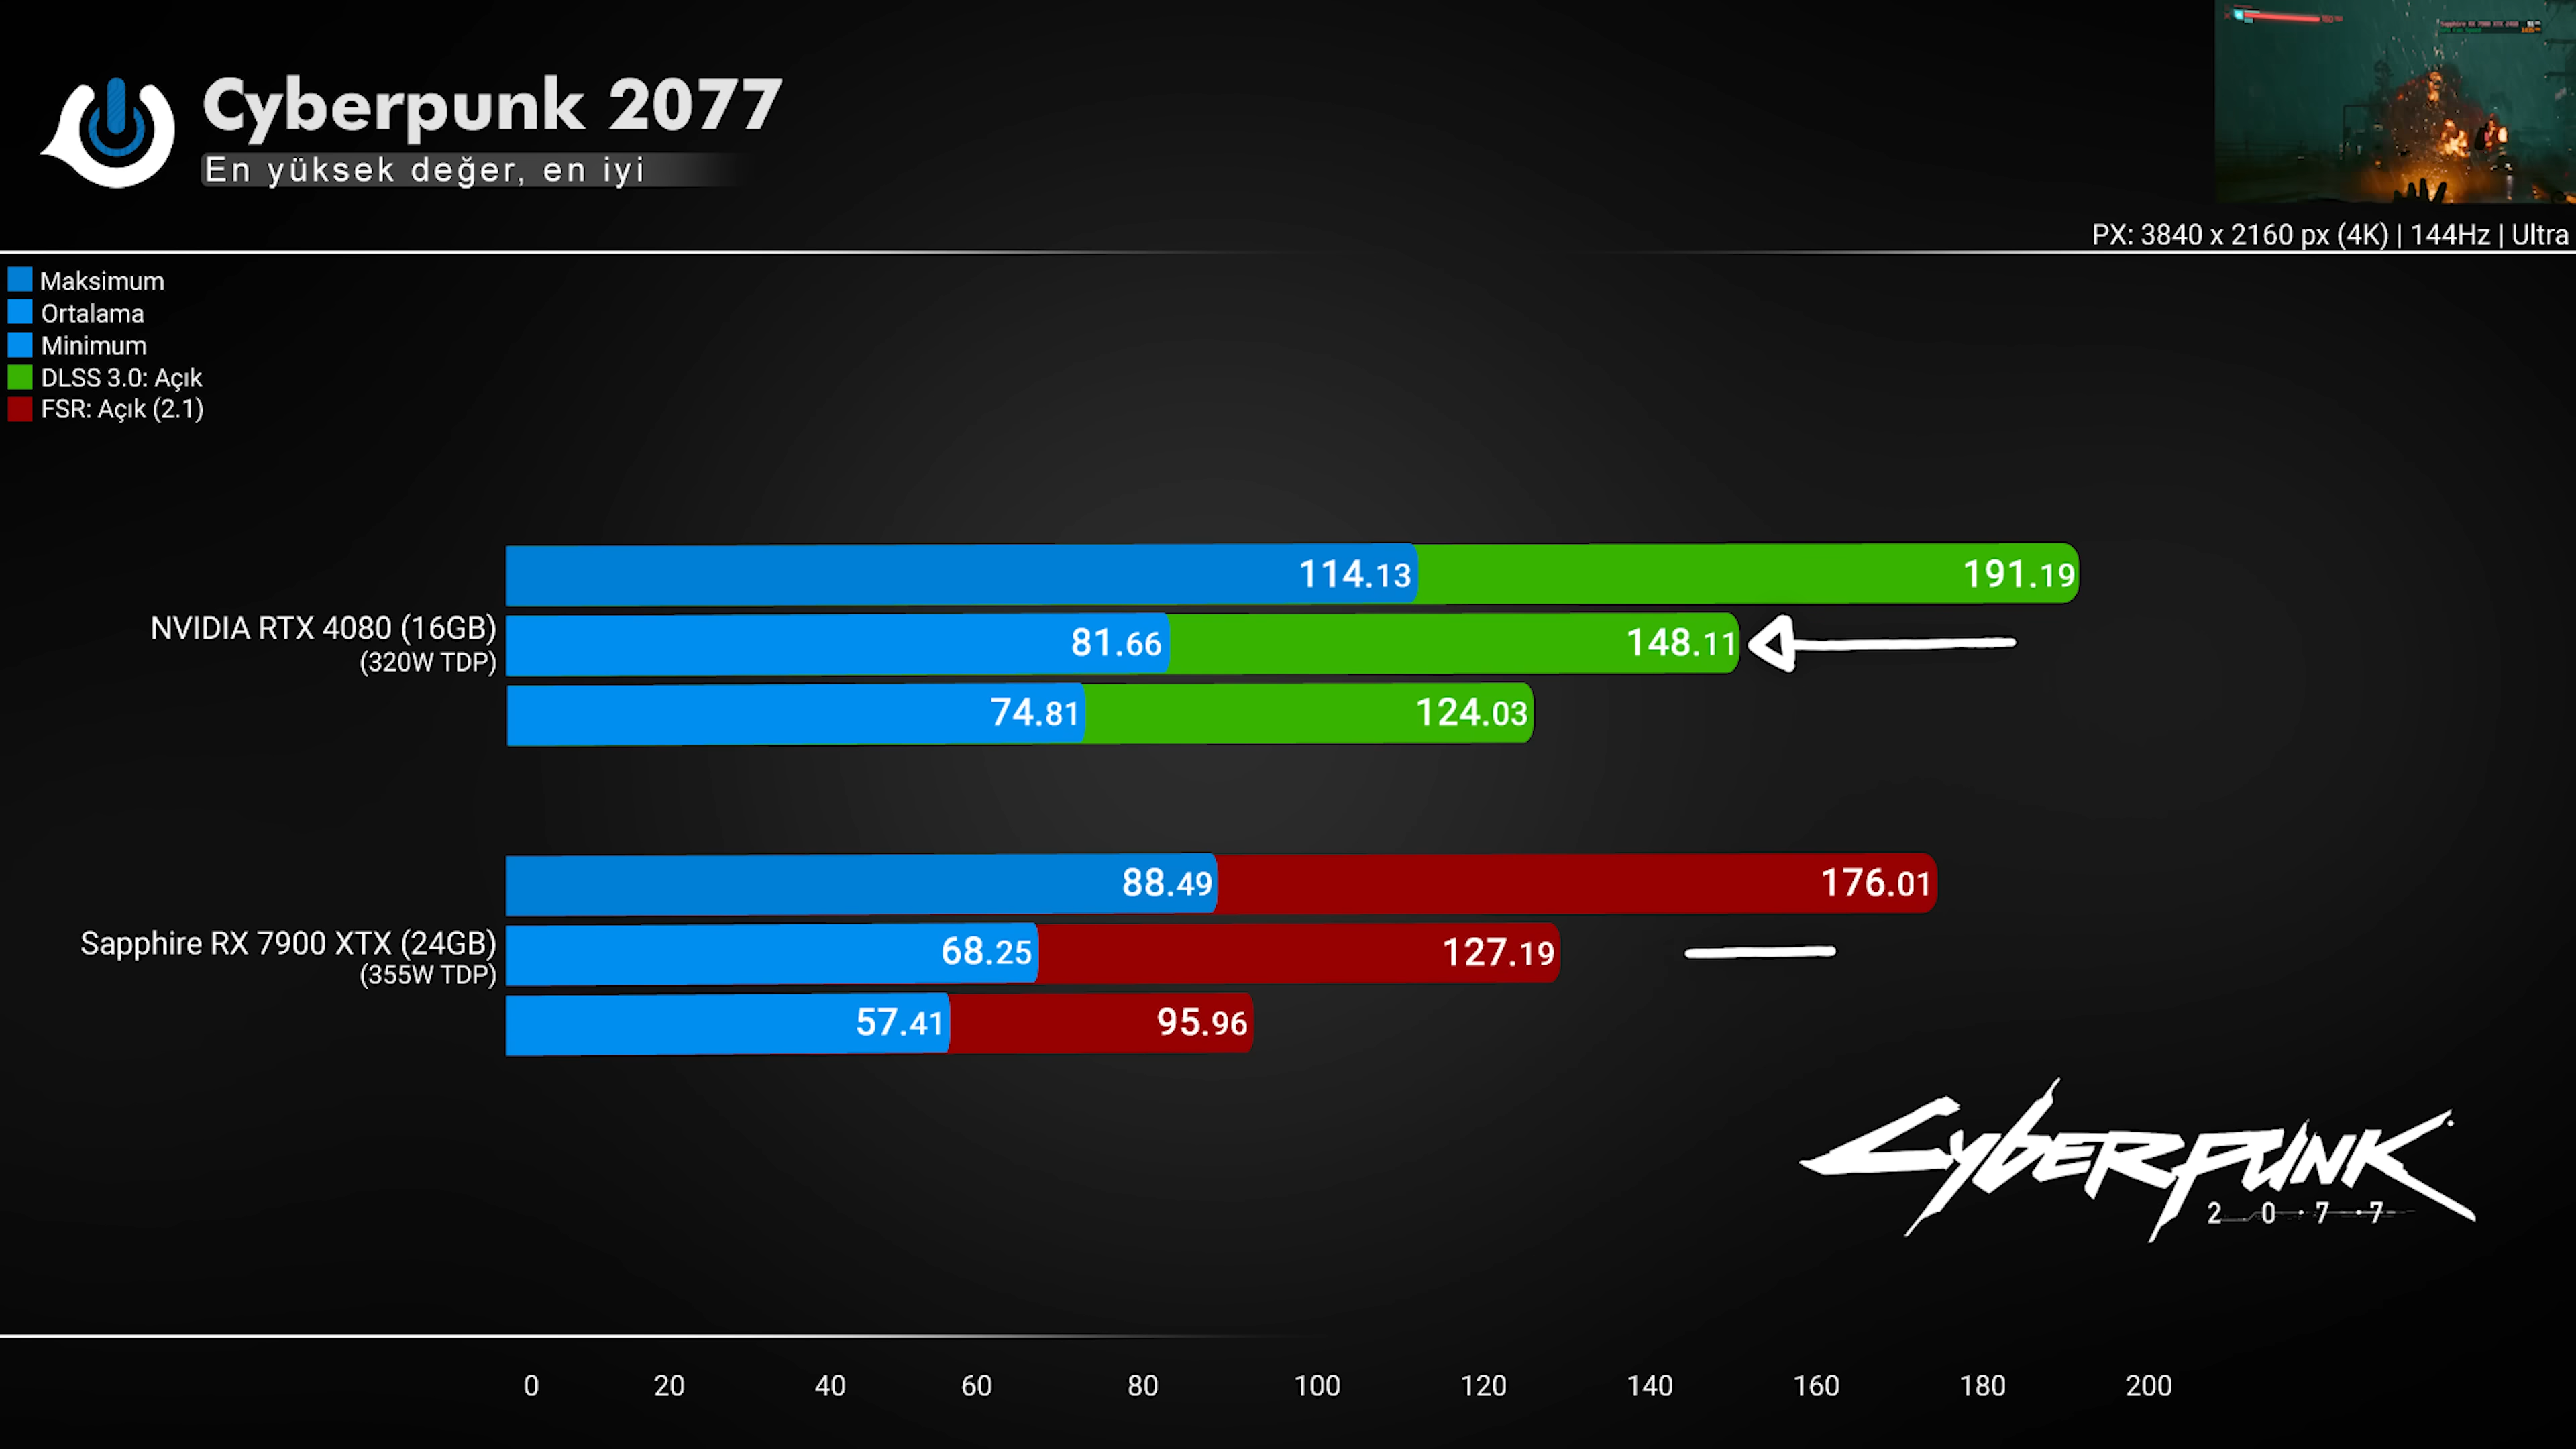 Cyberpunk 2077
En yüksek değer, en iyi
PX: 3840 x 2160 px (4K) | 144Hz | Ultra
Maksimum
Ortalama
Minimum
DLSS 3.0: Açık
FSR: Açık (2.1)
114.13 191.19
NVIDIA RTX 4080 (16GB)
(320W TDP)
81.66 148.11
74.81 124.03
88.49 176.01
Sapphire RX 7900 XTX (24GB)
(355W TDP)
68.25 127.19
57.41 95.96
CYBERPUNK
2077
0 20 40 60 80 100 120 140 160 180 200